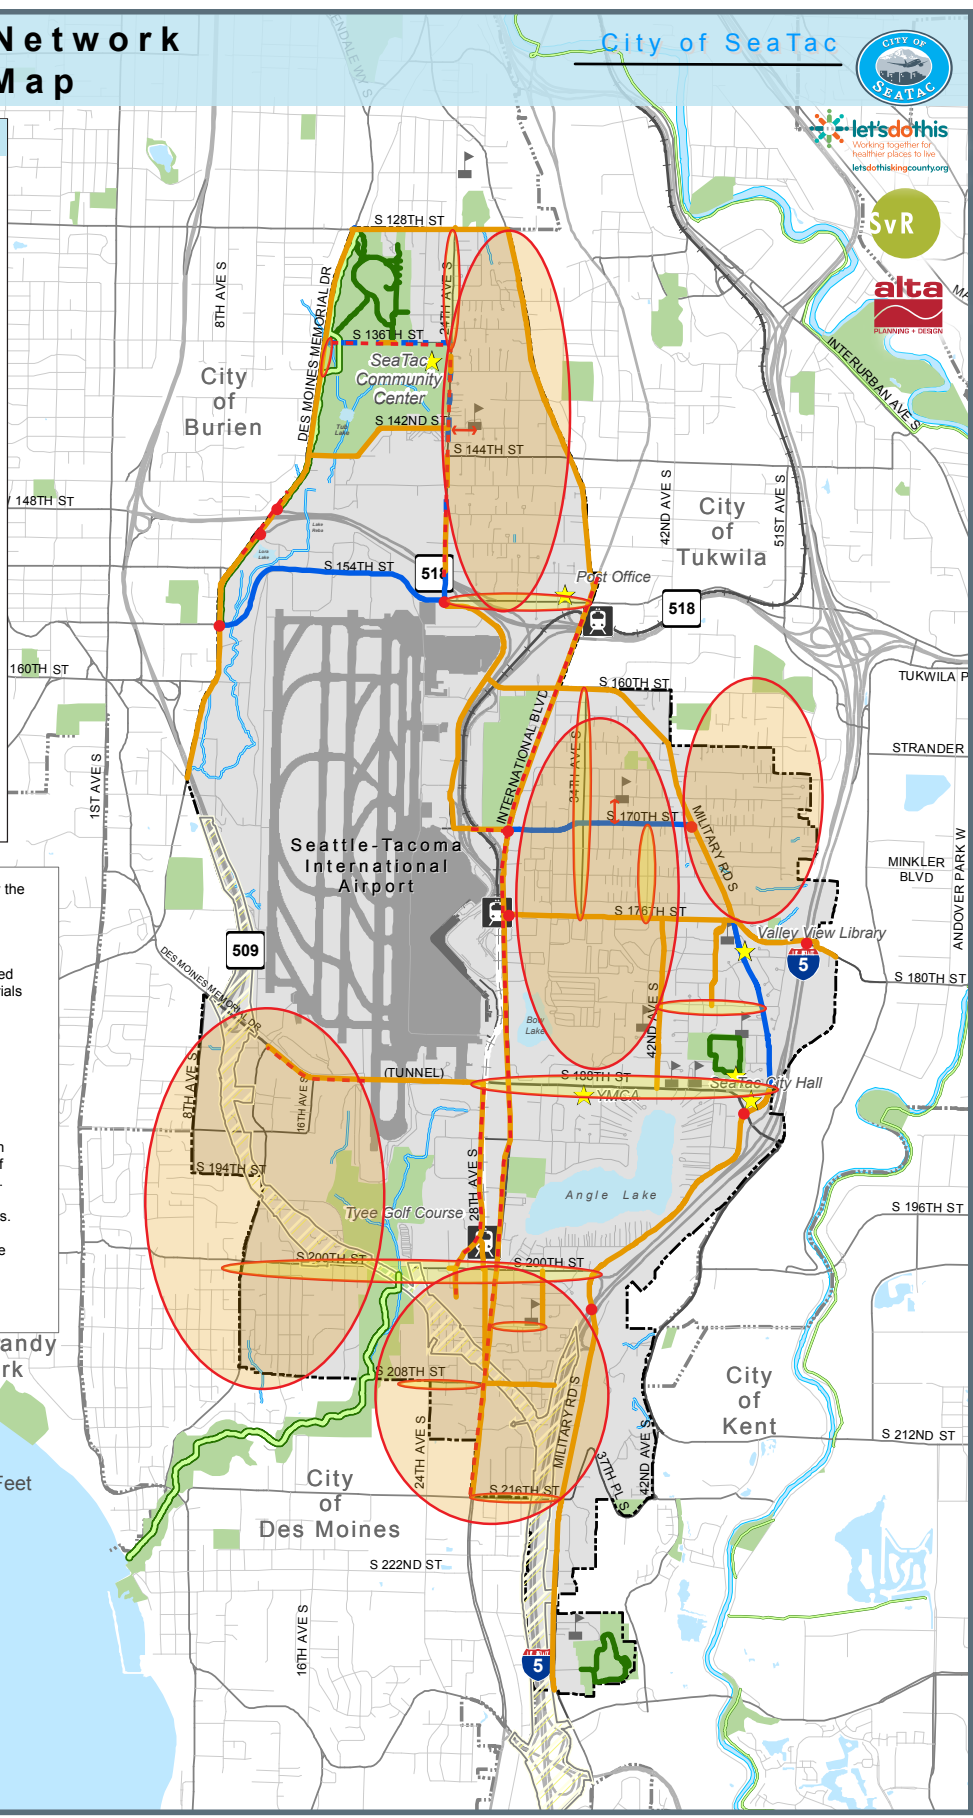 Network
Map
City of SeaTac
CITY OF
SEATAC
let'sdothis
Working together for
healthier places to live
letsdothiskingcounty.org
SvR
alta
PLANNING + DESIGN
S 128TH ST
8TH AVE S
DES MOINES MEMORIAL DR
24TH AVE S
S 136TH ST
SeaTac
Community
Center
INTERURBAN AVE S
City
of
Burien
Tub
Lake
S 142ND ST
S 144TH ST
148TH ST
42ND AVE S
51ST AVE S
City
of
Tukwila
Lora
Lake
S 154TH ST
518
Post Office
518
160TH ST
S 160TH ST
TUKWILA P
INTERNATIONAL BLVD
34TH AVE S
STRANDER
1ST AVE S
S 170TH ST
MILITARY RD S
Seattle-Tacoma
International
Airport
MINKLER
BLVD
ANDOVER PARK W
the
S 176TH ST
Valley View Library
509
5
DES MOINES MEMORIAL DR
S 180TH ST
ed
ials
42ND AVE S
Bow
Lake
(TUNNEL)
S 188TH ST
SeaTac City Hall
YMCA
8TH AVE S
16TH AVE S
n
f
S 194TH ST
28TH AVE S
Angle Lake
s.
Tyee Golf Course
S 196TH ST
e
S 200TH ST
S 200TH ST
andy
rk
S 208TH ST
City
of
Kent
MILITARY RD S
24TH AVE S
37TH PL S
42ND AVE S
S 212ND ST
Feet
City
of
Des Moines
S 216TH ST
S 222ND ST
16TH AVE S
5